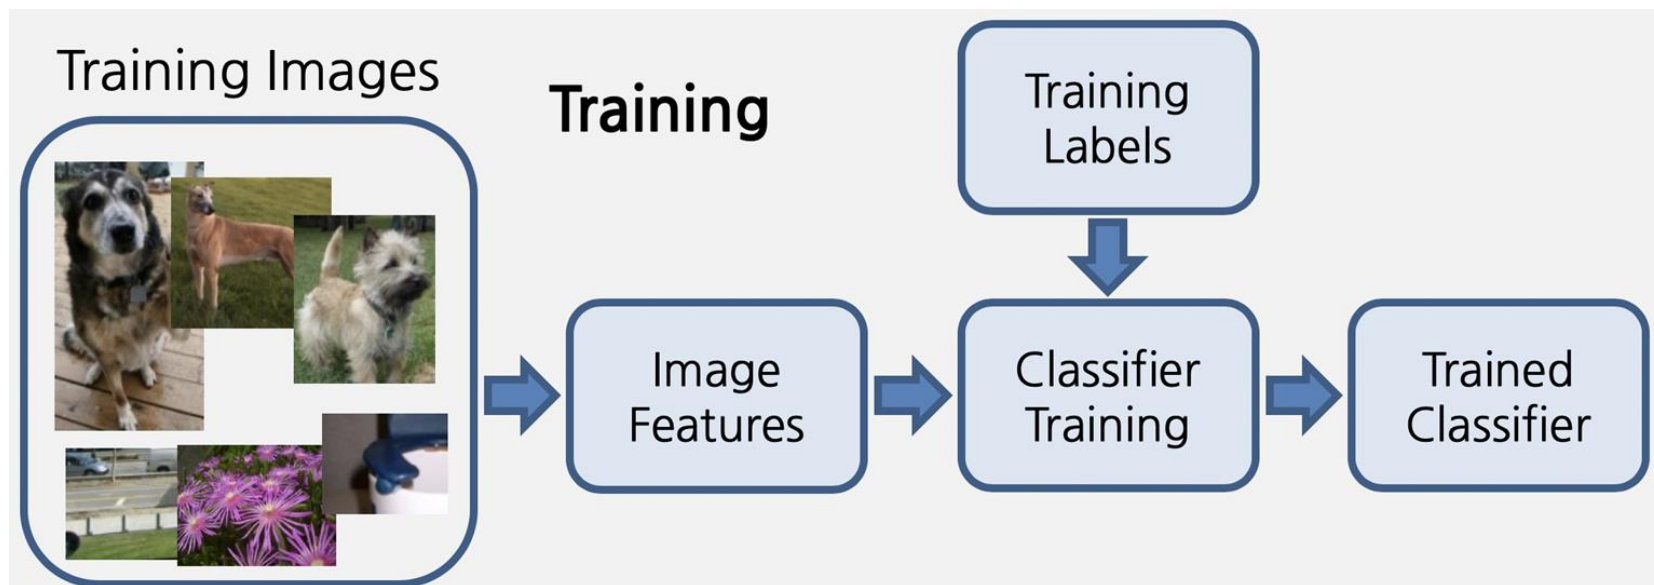 Training Images
Training
Training
Labels
Image
Features
Classifier
Training
Trained
Classifier